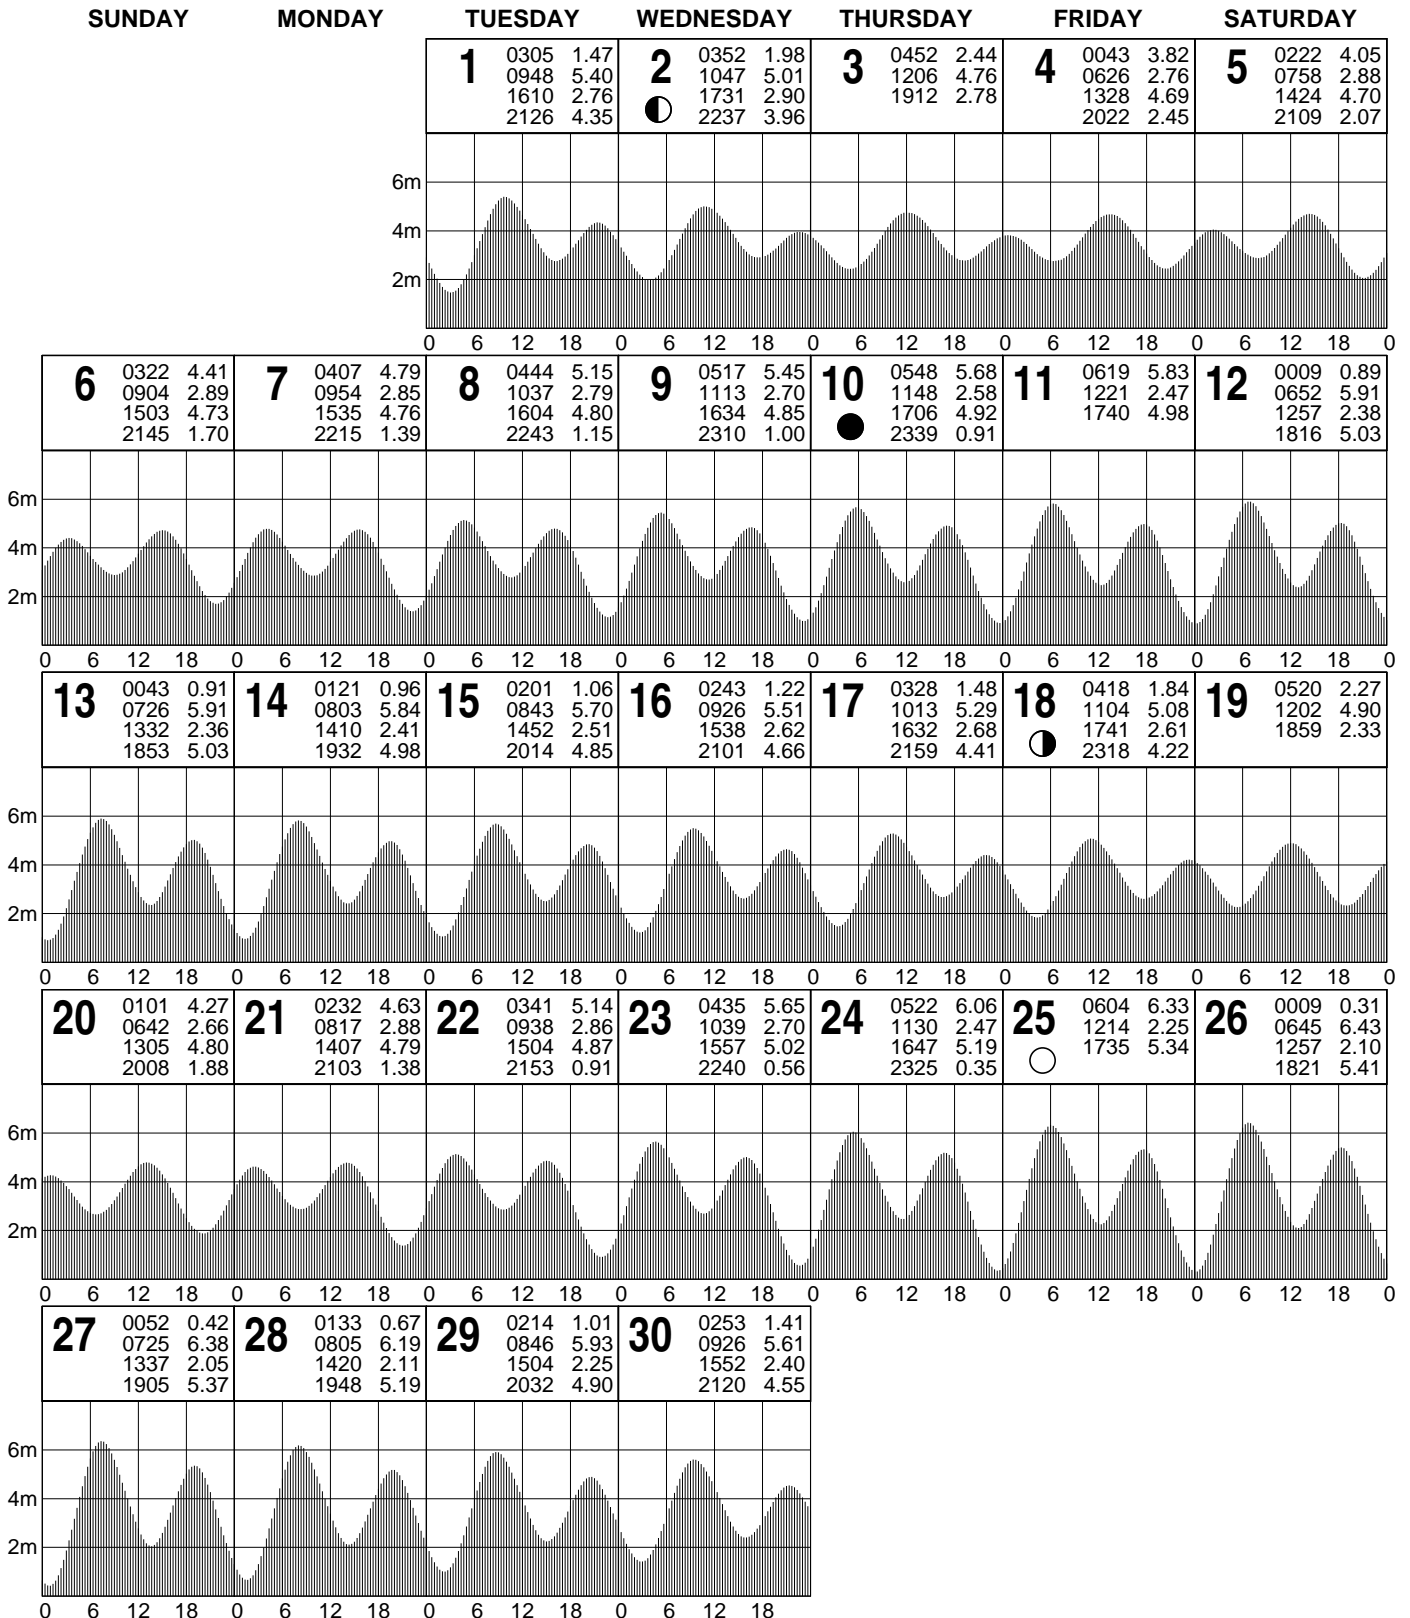 SUNDAY MONDAY TUESDAY WEDNESDAY THURSDAY FRIDAY SATURDAY
1 0305 1.47
0948 5.40
1610 2.76
2126 4.35
2 0352 1.98
1047 5.01
1731 2.90
2237 3.96
3 0452 2.44
1206 4.76
1912 2.78
4 0043 3.82
0626 2.76
1328 4.69
2022 2.45
5 0222 4.05
0758 2.88
1424 4.70
2109 2.07
6m
4m
2m
0 6 12 18 0 6 12 18 0 6 12 18 0 6 12 18 0 6 12 18 0
6 0322 4.41
0904 2.89
1503 4.73
2145 1.70
7 0407 4.79
0954 2.85
1535 4.76
2215 1.39
8 0444 5.15
1037 2.79
1604 4.80
2243 1.15
9 0517 5.45
1113 2.70
1634 4.85
2310 1.00
10 0548 5.68
1148 2.58
1706 4.92
2339 0.91
11 0619 5.83
1221 2.47
1740 4.98
12 0009 0.89
0652 5.91
1257 2.38
1816 5.03
6m
4m
2m
0 6 12 18 0 6 12 18 0 6 12 18 0 6 12 18 0 6 12 18 0 6 12 18 0 6 12 18 0
13 0043 0.91
0726 5.91
1332 2.36
1853 5.03
14 0121 0.96
0803 5.84
1410 2.41
1932 4.98
15 0201 1.06
0843 5.70
1452 2.51
2014 4.85
16 0243 1.22
0926 5.51
1538 2.62
2101 4.66
17 0328 1.48
1013 5.29
1632 2.68
2159 4.41
18 0418 1.84
1104 5.08
1741 2.61
2318 4.22
19 0520 2.27
1202 4.90
1859 2.33
6m
4m
2m
0 6 12 18 0 6 12 18 0 6 12 18 0 6 12 18 0 6 12 18 0 6 12 18 0 6 12 18 0
20 0101 4.27
0642 2.66
1305 4.80
2008 1.88
21 0232 4.63
0817 2.88
1407 4.79
2103 1.38
22 0341 5.14
0938 2.86
1504 4.87
2153 0.91
23 0435 5.65
1039 2.70
1557 5.02
2240 0.56
24 0522 6.06
1130 2.47
1647 5.19
2325 0.35
25 0604 6.33
1214 2.25
1735 5.34
26 0009 0.31
0645 6.43
1257 2.10
1821 5.41
6m
4m
2m
0 6 12 18 0 6 12 18 0 6 12 18 0 6 12 18 0 6 12 18 0 6 12 18 0 6 12 18 0
27 0052 0.42
0725 6.38
1337 2.05
1905 5.37
28 0133 0.67
0805 6.19
1420 2.11
1948 5.19
29 0214 1.01
0846 5.93
1504 2.25
2032 4.90
30 0253 1.41
0926 5.61
1552 2.40
2120 4.55
6m
4m
2m
0 6 12 18 0 6 12 18 0 6 12 18 0 6 12 18